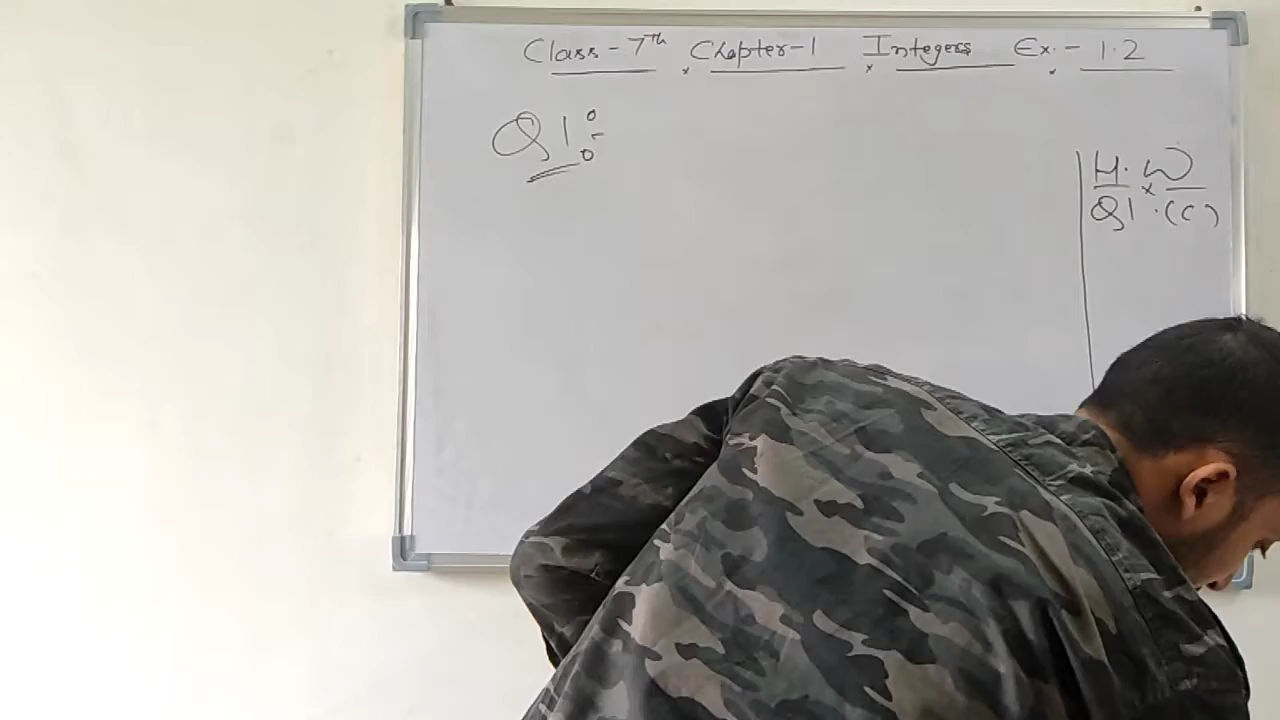 Class - 7th Chapter-1 Integers Ex. - 1.2
Q1:-
H.W
Q1.(C)